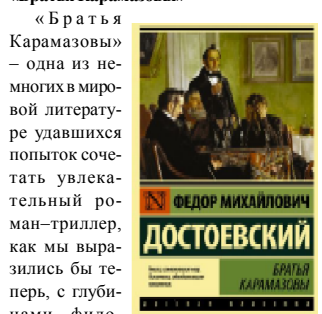 «Братья
Карамазовы»
– одна из не-
многих в миро-
вой литерату-
ре удавшихся
попыток соче-
тать увлека-
тельный ро-
ман–триллер,
как мы выра-
зились бы те-
перь, с глуби-
ФЕДОР МИХАЙЛОВИЧ
ДОСТОЕВСКИЙ
БРАТЬЯ
КАРАМАЗОВЫ